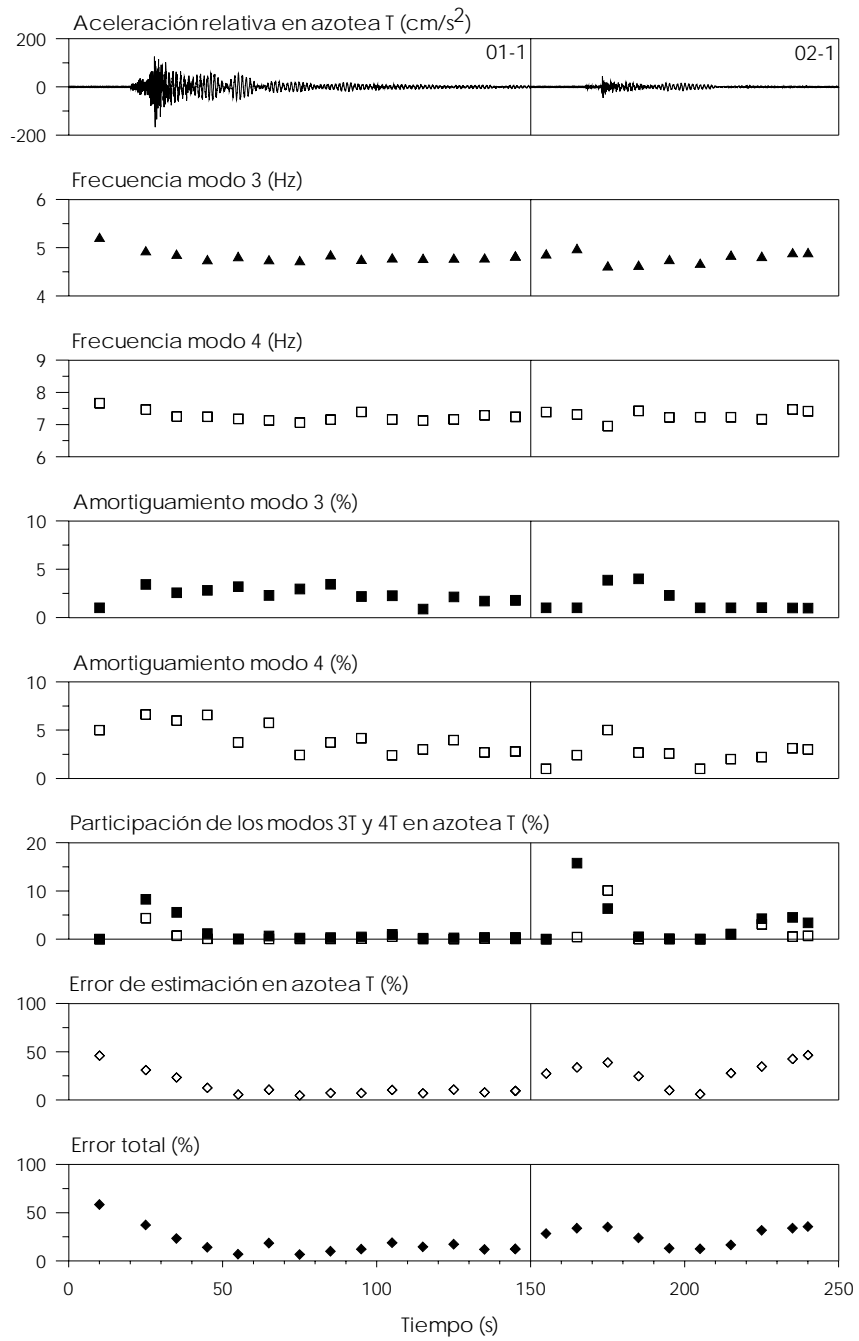 Aceleración relativa en azotea T (cm/s2)
200
0
-200
01-1
02-1
Frecuencia modo 3 (Hz)
6
5
4
Frecuencia modo 4 (Hz)
9
8
7
6
Amortiguamiento modo 3 (%)
10
5
0
Amortiguamiento modo 4 (%)
10
5
0
Participación de los modos 3T y 4T en azotea T (%)
20
10
0
Error de estimación en azotea T (%)
100
50
0
Error total (%)
100
50
0
0 50 100 150 200 250
Tiempo (s)